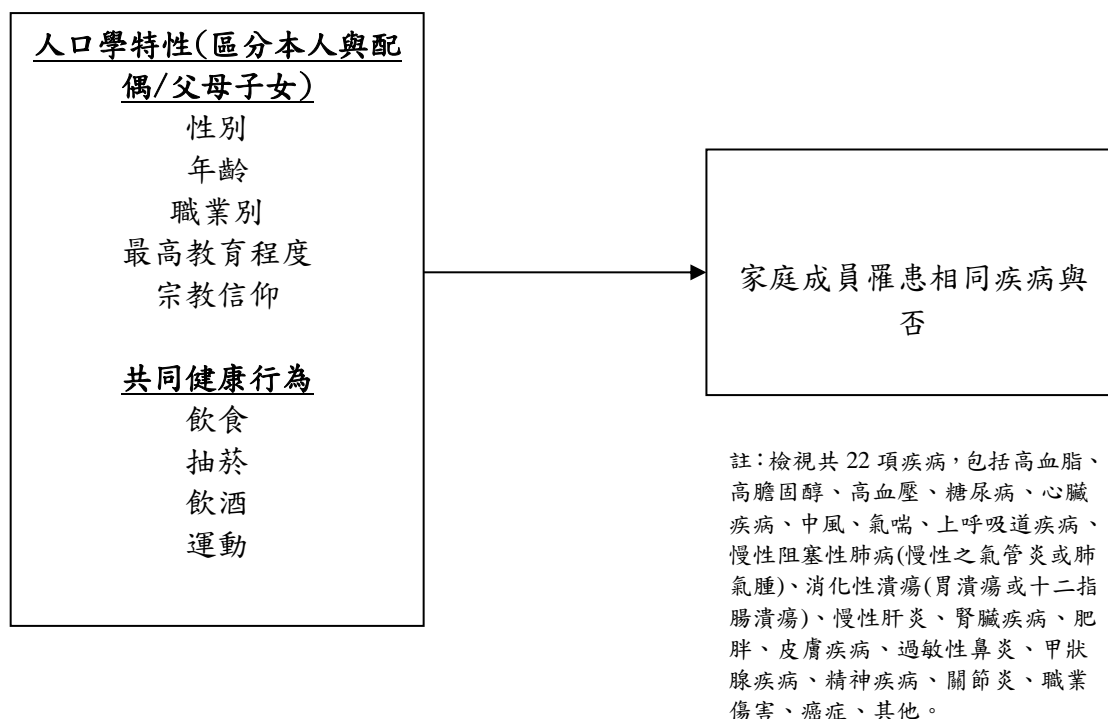 人口學特性(區分本人與配
偶/父母子女)
性別
年齡
職業別
最高教育程度
宗教信仰
共同健康行為
飲食
抽菸
飲酒
運動
家庭成員罹患相同疾病與
否
註：檢視共 22 項疾病，包括高血脂、
高膽固醇、高血壓、糖尿病、心臟
疾病、中風、氣喘、上呼吸道疾病、
慢性阻塞性肺病(慢性之氣管炎或肺
氣腫)、消化性潰瘍(胃潰瘍或十二指
腸潰瘍)、慢性肝炎、腎臟疾病、肥
胖、皮膚疾病、過敏性鼻炎、甲狀
腺疾病、精神疾病、關節炎、職業
傷害、癌症、其他。